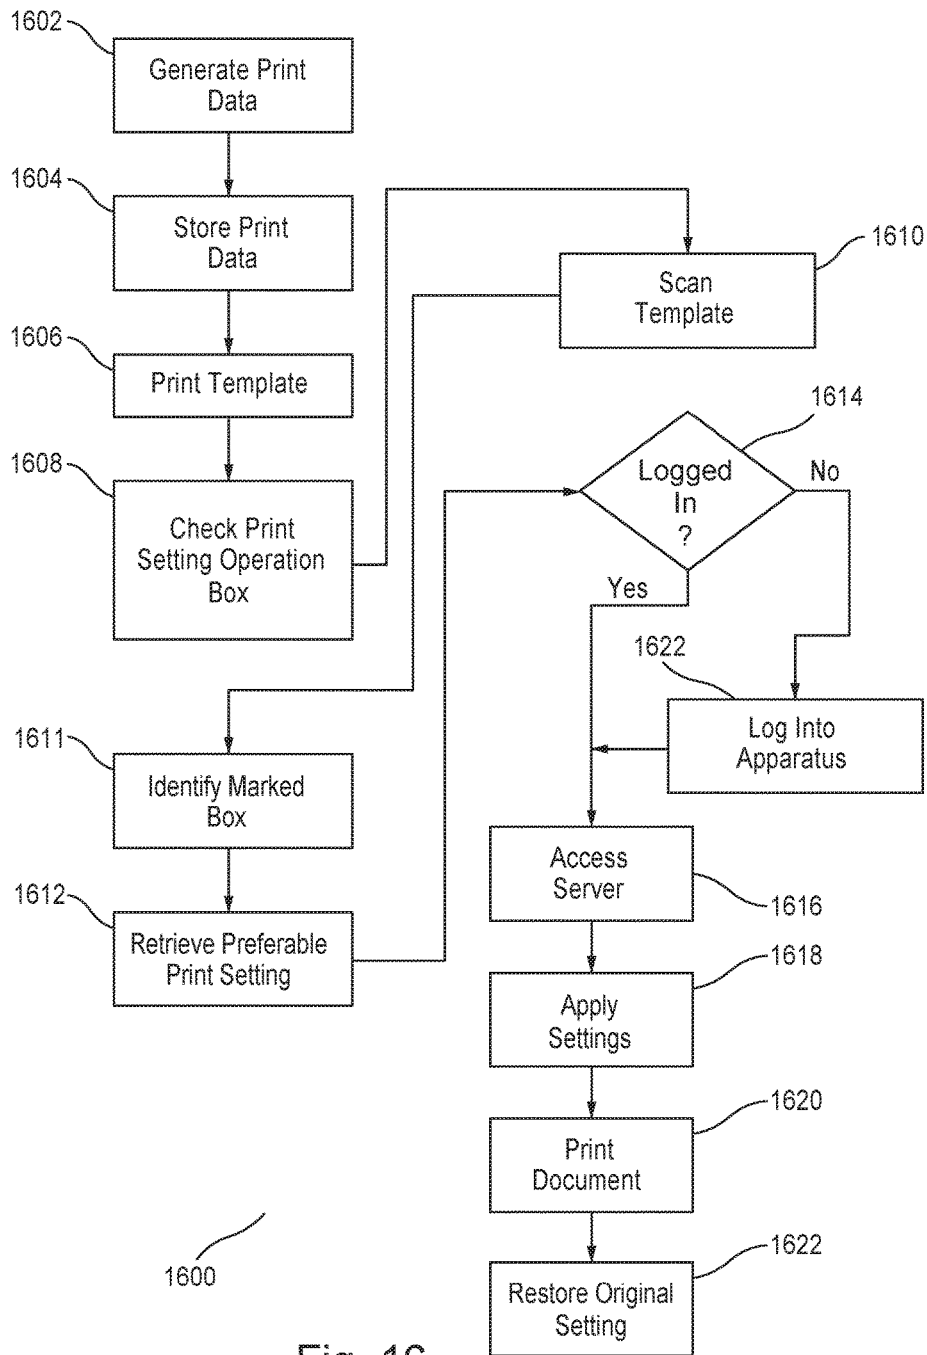 1602
Generate Print
Data
1604
Store Print
Data
1606
Print Template
1608
Check Print
Setting Operation
Box
1610
Scan
Template
1611
Identify Marked
Box
1612
Retrieve Preferable
Print Setting
1614
Logged
In
?
No
Yes
1622
Log Into
Apparatus
Access
Server
1616
1618
Apply
Settings
1620
Print
Document
1622
Restore Original
Setting
1600
Fig. 16